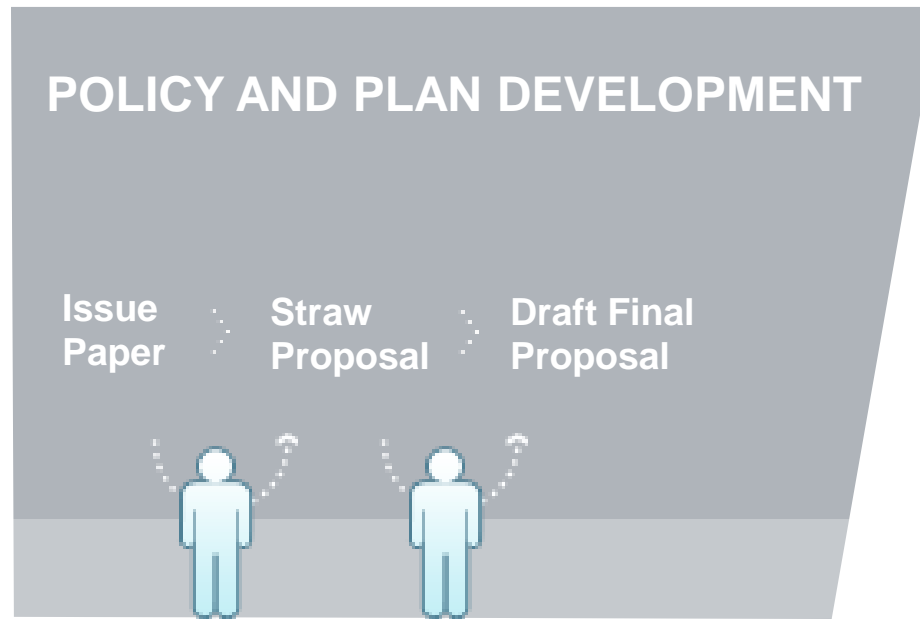 POLICY AND PLAN DEVELOPMENT
Issue
Paper
Straw
Proposal
Draft Final
Proposal